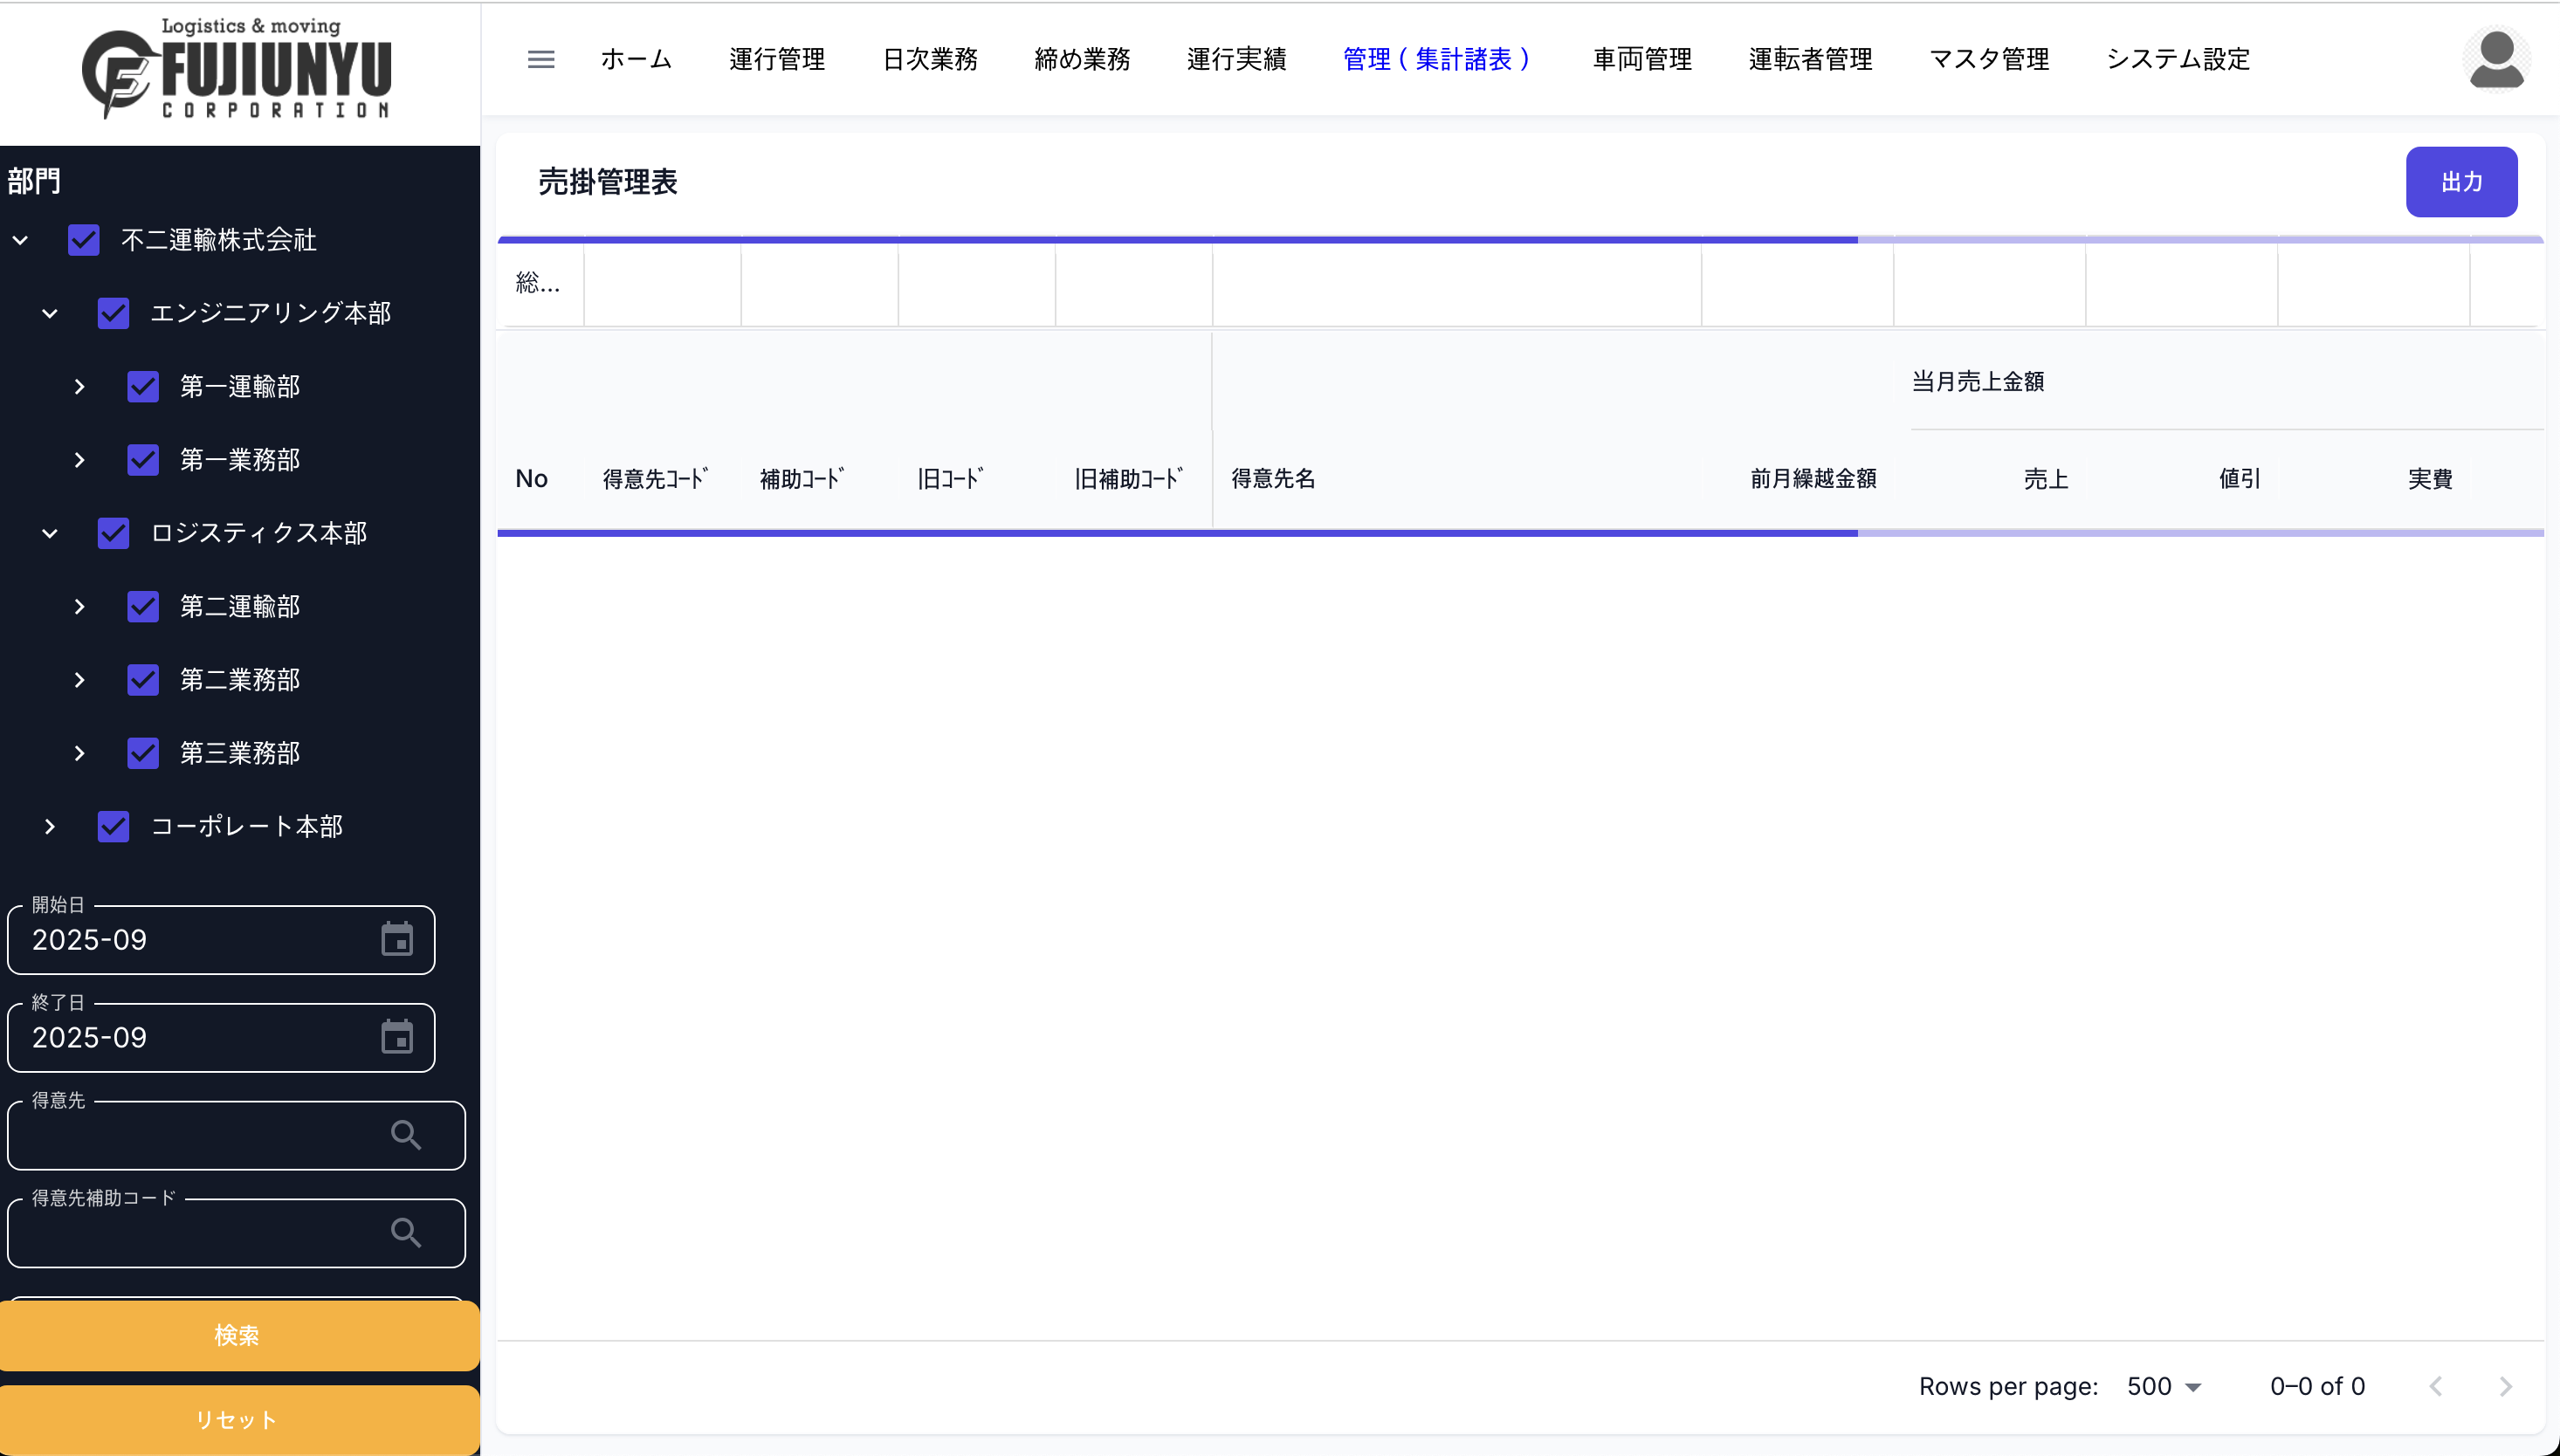 Logistics & moving
FUJIUNYU
CORPORATION
ホーム
運行管理
日次業務
締め業務
運行実績
管理 ( 集計諸表 )
車両管理
運転者管理
マスタ管理
システム設定
部門
不二運輸株式会社
エンジニアリング本部
第一運輸部
第一業務部
ロジスティクス本部
第二運輸部
第二業務部
第三業務部
コーポレート本部
開始日
2025-09
終了日
2025-09
得意先
得意先補助コード
検索
リセット
売掛管理表
出力
総...
当月売上金額
No
得意先ｺｰﾄﾞ
補助ｺｰﾄﾞ
旧ｺｰﾄﾞ
旧補助ｺｰﾄﾞ
得意先名
前月繰越金額
売上
値引
実費
Rows per page: 500
0–0 of 0